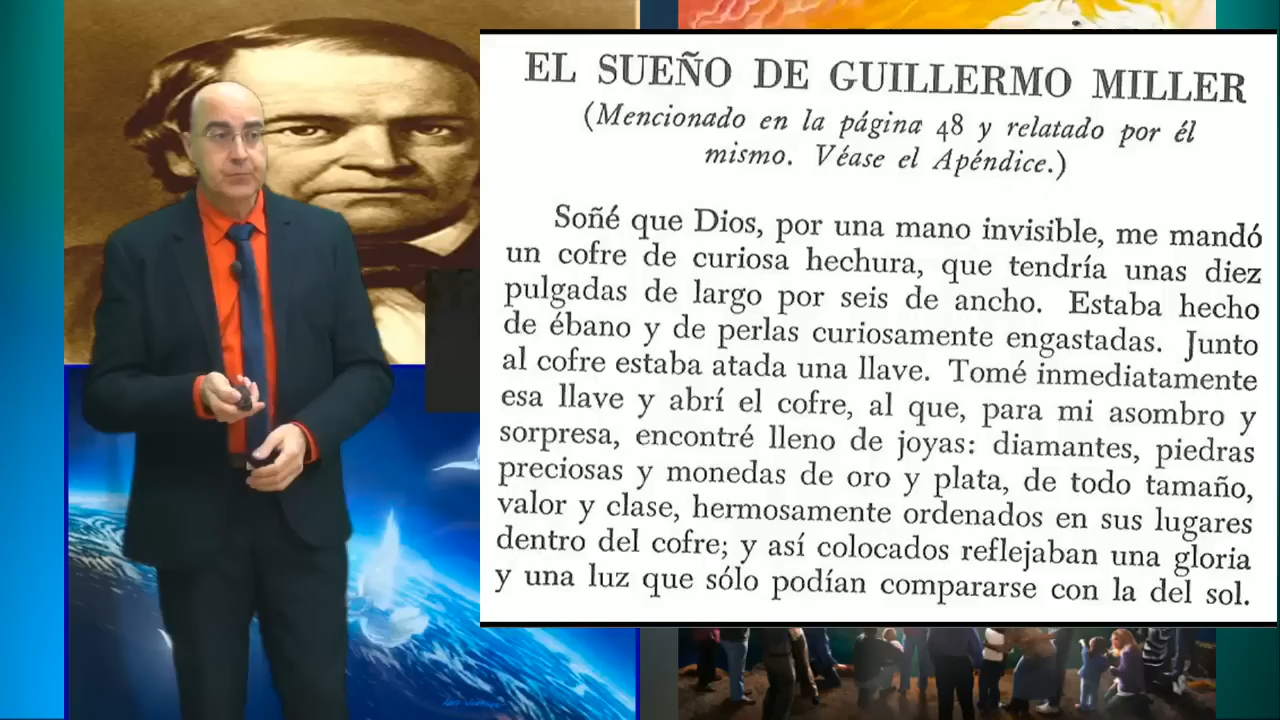 EL SUEÑO DE GUILLERMO MILLER
(Mencionado en la página 48 y relatado por él
mismo. Véase el Apéndice.)
Soñé que Dios, por una mano invisible, me mandó
un cofre de curiosa hechura, que tendría unas diez
pulgadas de largo por seis de ancho. Estaba hecho
de ébano y de perlas curiosamente engastadas. Junto
al cofre estaba atada una llave. Tomé inmediatamente
esa llave y abrí el cofre, al que, para mi asombro y
sorpresa, encontré lleno de joyas: diamantes, piedras
preciosas y monedas de oro y plata, de todo tamaño,
valor y clase, hermosamente ordenados en sus lugares
dentro del cofre; y así colocados reflejaban una gloria
y una luz que sólo podían compararse con la del sol.